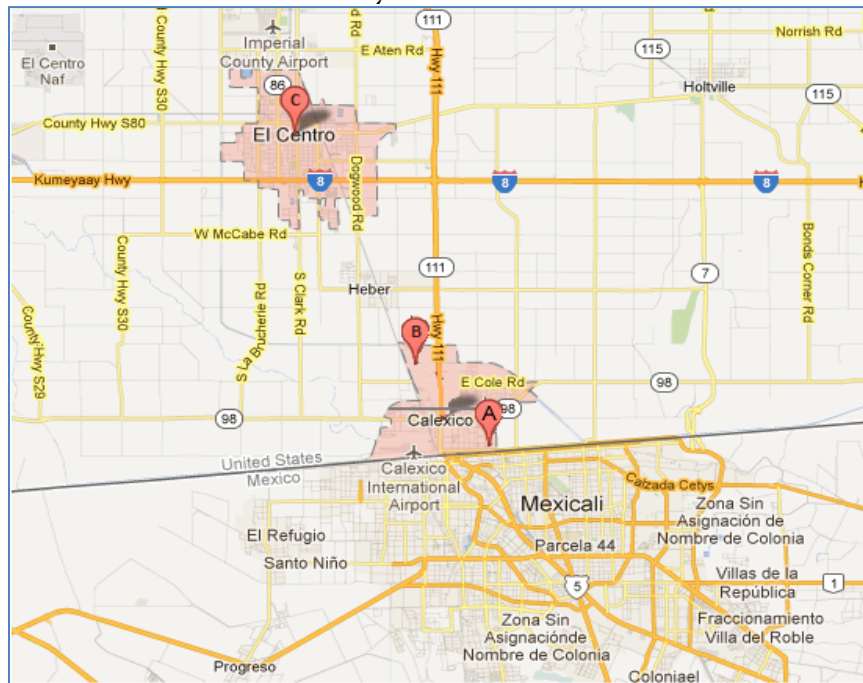 111
Imperial
County Airport
d Rd
E Aten Rd
Norrish Rd
El Centro
Naf
County Hwy S30
86
C
Hwy 111
115
Holtville
115
County Hwy S80
El Centro
Kumeyaay Hwy
8
8
8
Dogwood Rd
W McCabe Rd
County Hwy S30
S La Brucherie Rd
S Clark Rd
111
Heber
7
Bonds Corner Rd
County Hwy S29
B
Hwy 111
E Cole Rd
98
98
98
Calexico
A
United States
Mexico
Calexico
International
Airport
Mexicali
Calzada Cetys
Zona Sin
Asignación de
Nombre de Colonia
El Refugio
Santo Niño
Parcela 44
5
Villas de la
República
1
Zona Sin
Asignaciónde
Nombre de Colonia
Fraccionamiento
Villa del Roble
Progreso
Coloniael